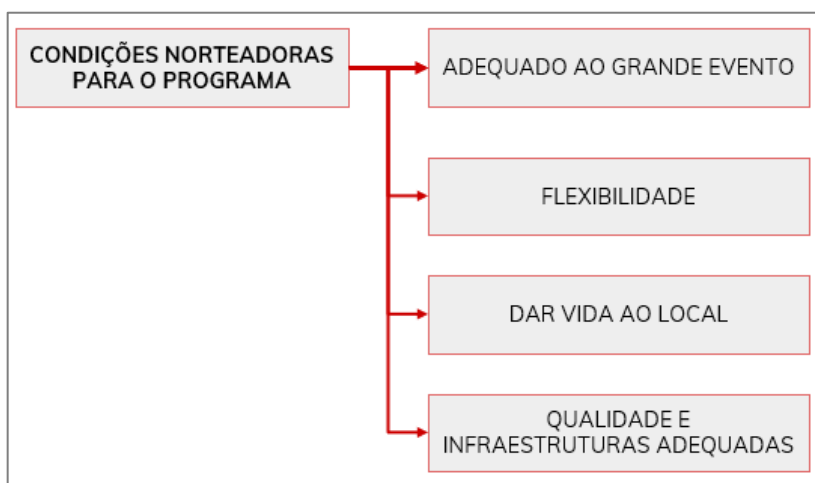 CONDIÇÕES NORTEADORAS
PARA O PROGRAMA
ADEQUADO AO GRANDE EVENTO
FLEXIBILIDADE
DAR VIDA AO LOCAL
QUALIDADE E
INFRAESTRUTURAS ADEQUADAS